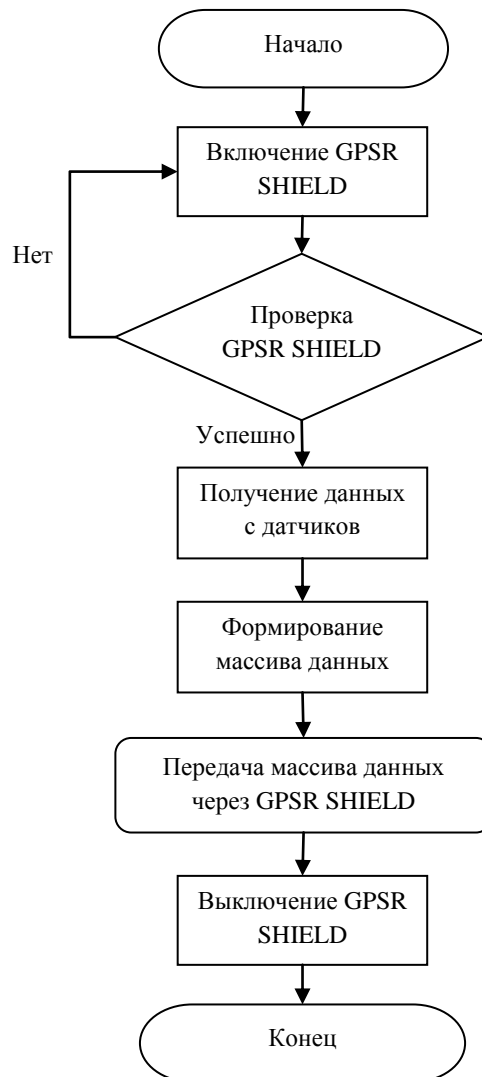 Начало
Включение GPSR
SHIELD
Нет
Проверка
GPSR SHIELD
Успешно
Получение данных
с датчиков
Формирование
массива данных
Передача массива данных
через GPSR SHIELD
Выключение GPSR
SHIELD
Конец